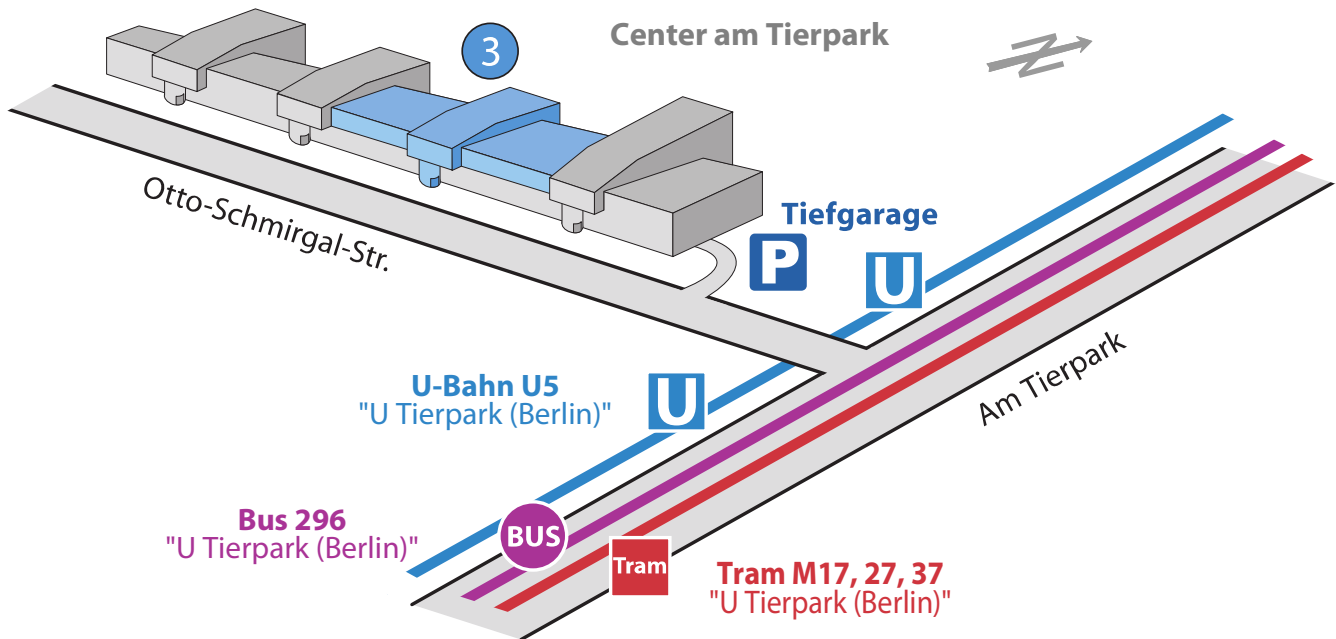 3
Center am Tierpark
N
Otto-Schmirgal-Str.
Tiefgarage
P
U
U-Bahn U5
"U Tierpark (Berlin)"
U
Am Tierpark
Bus 296
"U Tierpark (Berlin)"
BUS
Tram
Tram M17, 27, 37
"U Tierpark (Berlin)"